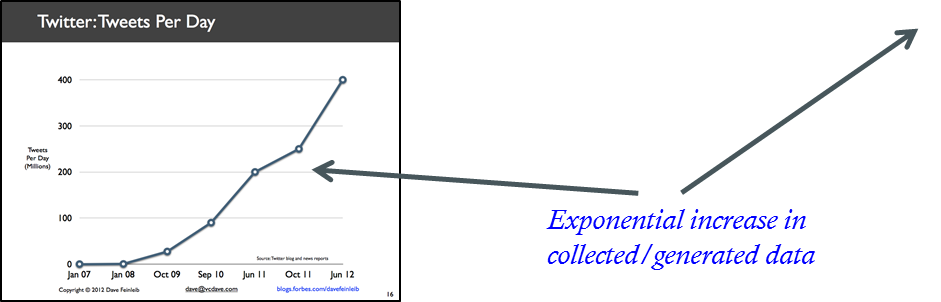 Twitter: Tweets Per Day
400
300
Tweets
Per Day
(Millions)
200
100
0
Source: Twitter blog and news reports
Jan 07 Jan 08 Oct 09 Sep 10 Jun 11 Oct 11 Jun 12
Copyright © 2012 Dave Feinleib dave@vcdave.com blogs.forbes.com/davefeinleib
16
Exponential increase in
collected/generated data